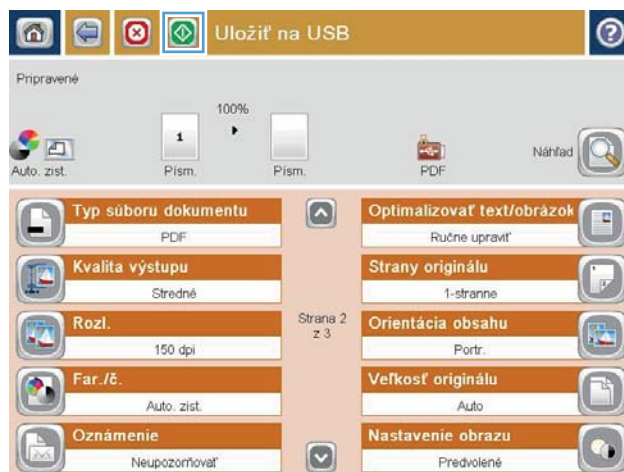 Uložiť na USB
?
Pripravené
100%
1
Auto. zist.
Písm.
Písm.
PDF
Náhľad
Typ súboru dokumentu
PDF
Kvalita výstupu
Stredné
Rozl.
150 dpi
Far./č.
Auto. zist.
Oznámenie
Neupozorňovať
Strana 2
z 3
Optimalizovať text/obrázok
Ručne upraviť
Strany originálu
1-stranne
Orientácia obsahu
Portr.
Veľkosť originálu
Auto
Nastavenie obrazu
Predvolené